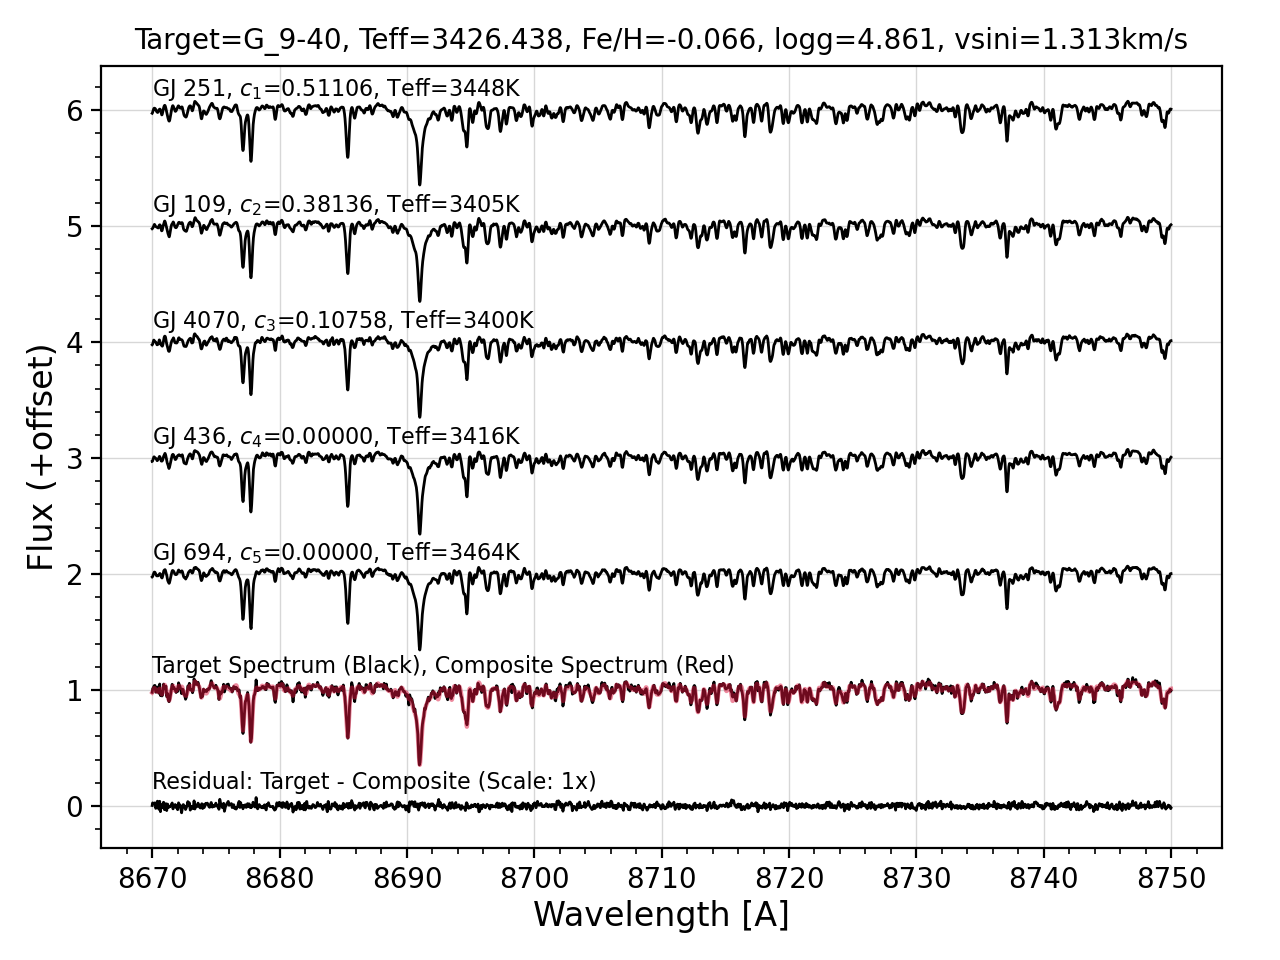 Target=G_9-40, Teff=3426.438, Fe/H=-0.066, logg=4.861, vsini=1.313km/s
Flux (+offset)
6
5
4
3
2
1
0
GJ 251, c₁=0.51106, Teff=3448K
GJ 109, c₂=0.38136, Teff=3405K
GJ 4070, c₃=0.10758, Teff=3400K
GJ 436, c₄=0.00000, Teff=3416K
GJ 694, c₅=0.00000, Teff=3464K
Target Spectrum (Black), Composite Spectrum (Red)
Residual: Target - Composite (Scale: 1x)
8670 8680 8690 8700 8710 8720 8730 8740 8750
Wavelength [A]